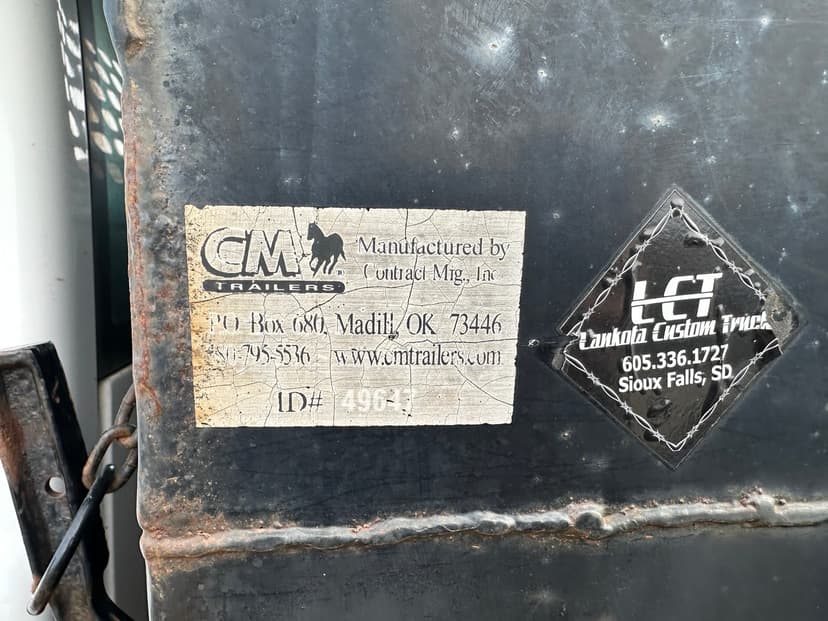 CM
TRAILERS
Manufactured by
Contract Mfg., Inc
P.O. Box 680, Madill, OK 73446
580-795-5536 www.cmtrailers.com
ID#
LCT
Lankota Custom Truck
605.336.1727
Sioux Falls, SD